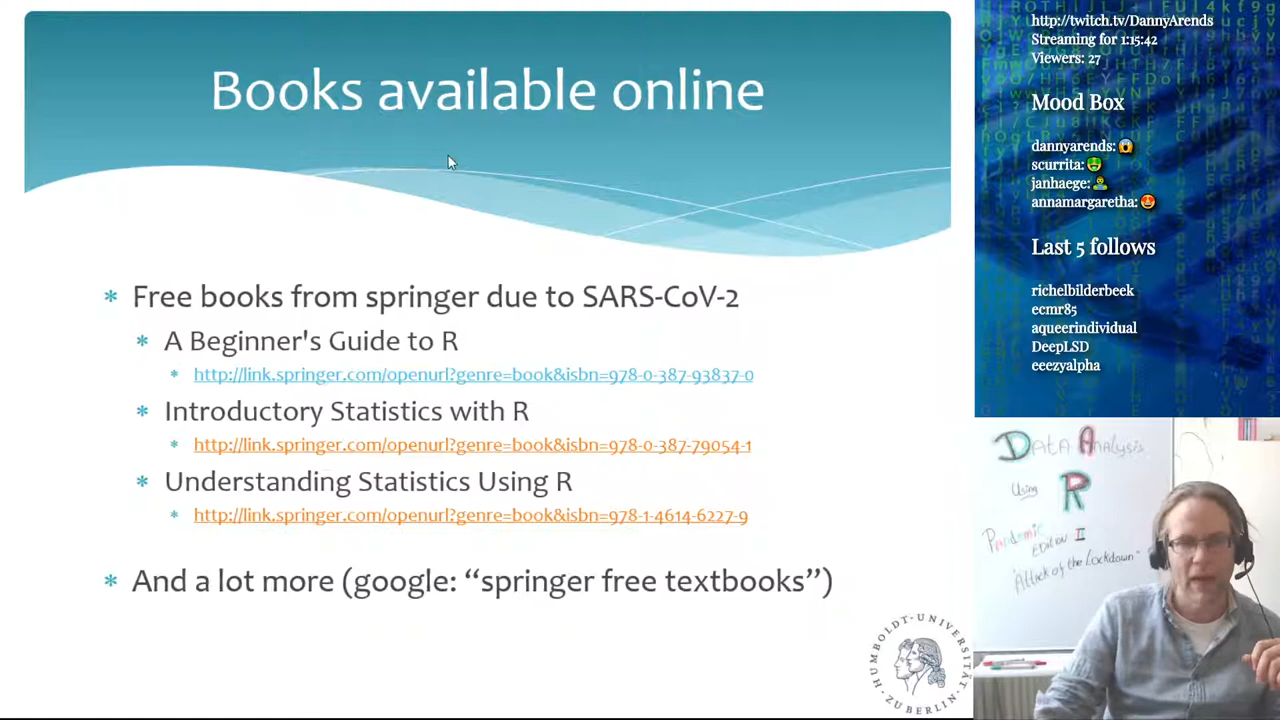 Books available online
Free books from springer due to SARS-CoV-2
A Beginner's Guide to R
http://link.springer.com/openurl?genre=book&isbn=978-0-387-93837-0
Introductory Statistics with R
http://link.springer.com/openurl?genre=book&isbn=978-0-387-79054-1
Understanding Statistics Using R
http://link.springer.com/openurl?genre=book&isbn=978-1-4614-6227-9
And a lot more (google: “springer free textbooks”)
HUMBOLDT-UNIVERSITÄT
ZU BERLIN
http://twitch.tv/DannyArends
Streaming for 1:15:42
Viewers: 27
Mood Box
dannyarends:
scurrita:
janhaege:
annamargaretha:
Last 5 follows
richelbilderbeek
ecmr85
aqueerindividual
DeepLSD
eeezyalpha
Data Analysis
Using R
Pandemic
Edition II
"Attack of the Lockdown"